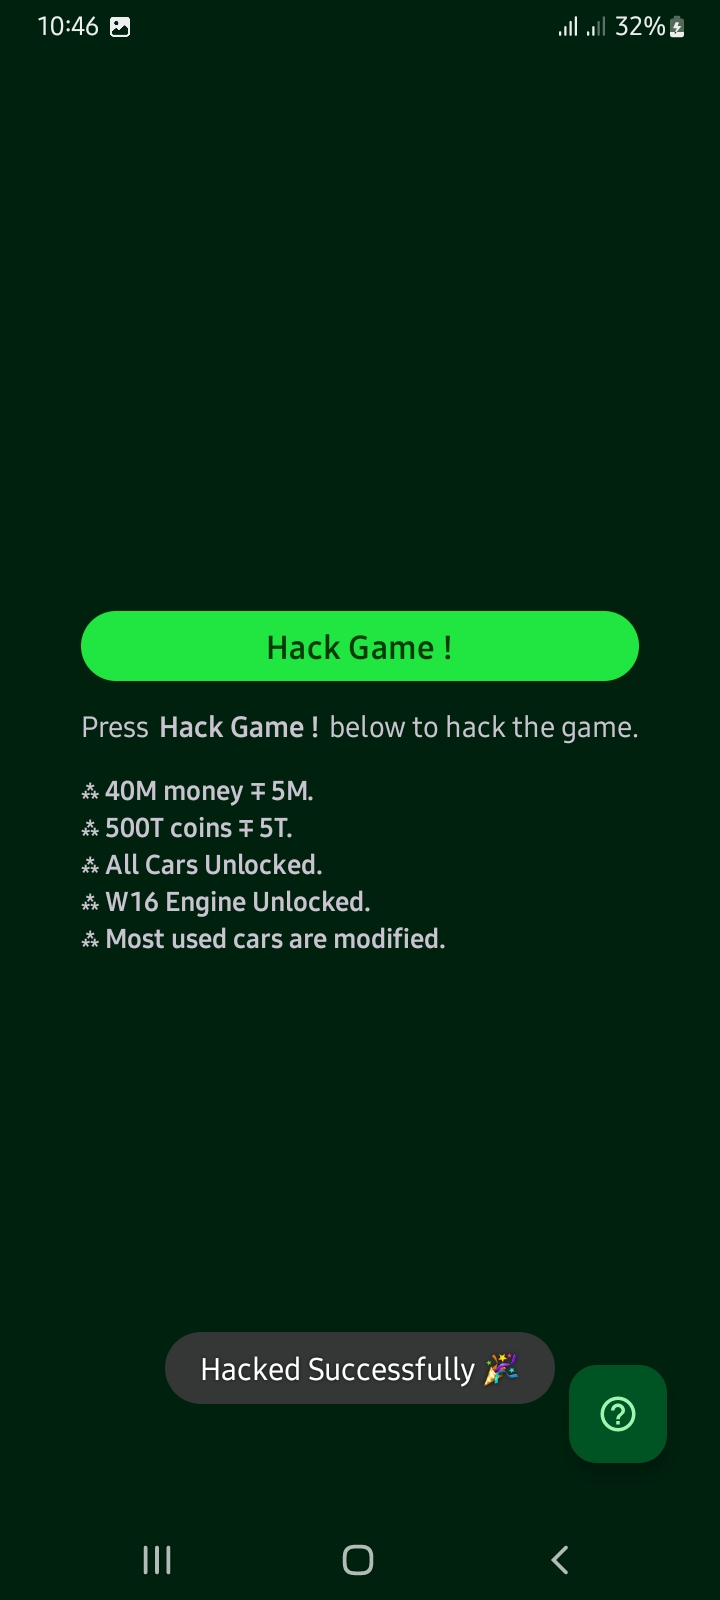 10:46 32%
Hack Game !
Press Hack Game ! below to hack the game.
⁂ 40M money ∓ 5M.
⁂ 500T coins ∓ 5T.
⁂ All Cars Unlocked.
⁂ W16 Engine Unlocked.
⁂ Most used cars are modified.
Hacked Successfully 🎉